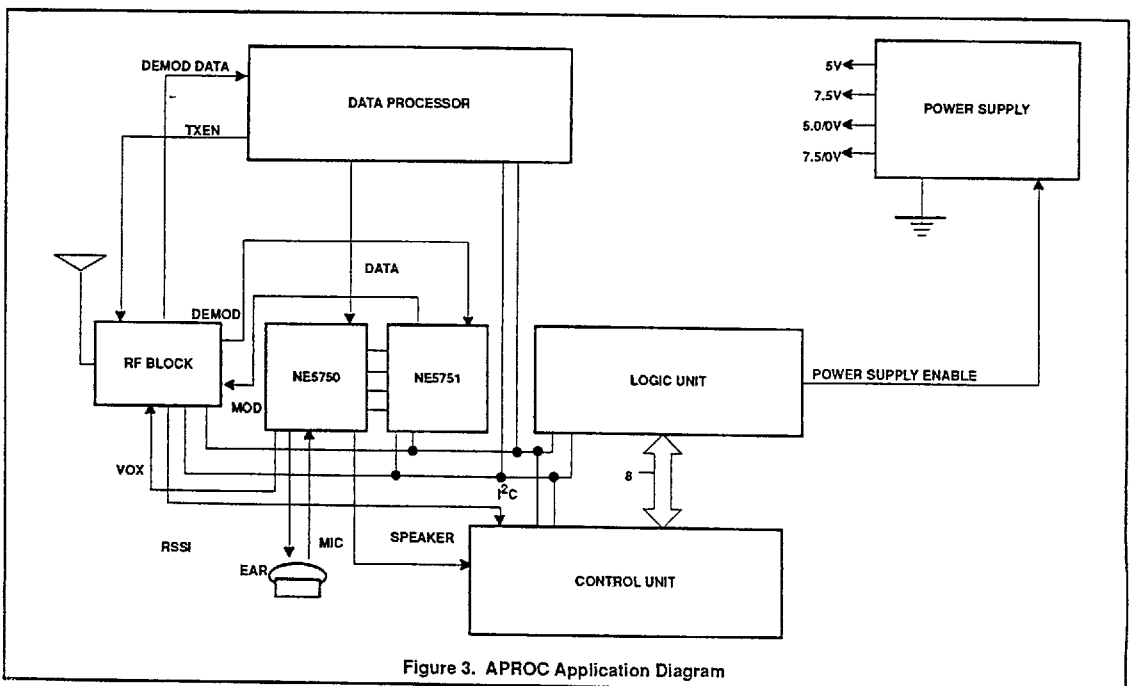 DEMOD DATA
DATA PROCESSOR
TXEN
5V
7.5V
5.0/0V
7.5/0V
POWER SUPPLY
DATA
DEMOD
RF BLOCK
NE5750
NE5751
LOGIC UNIT
POWER SUPPLY ENABLE
MOD
VOX
I²C
8
RSSI
MIC
SPEAKER
EAR
CONTROL UNIT
Figure 3. APROC Application Diagram